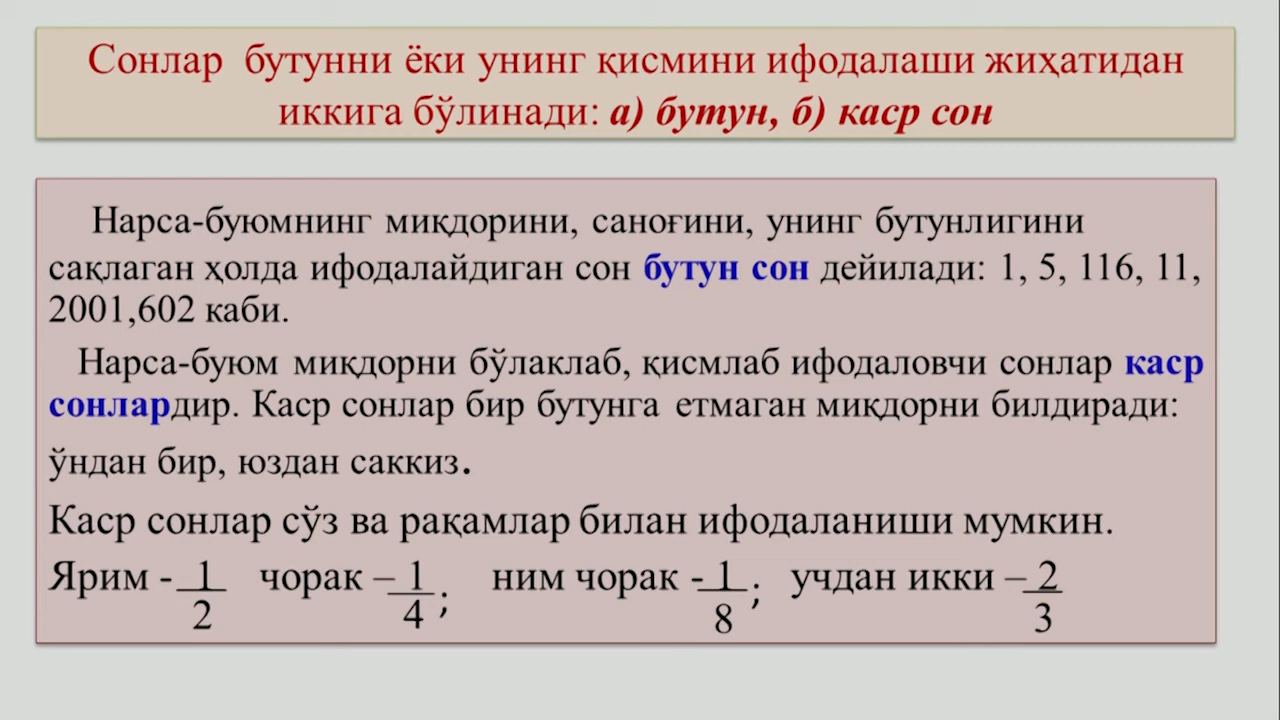 Сонлар бутунни ёки унинг қисмини ифодалаши жиҳатидан
иккига бўлинади: а) бутун, б) каср сон
Нарса-буюмнинг миқдорини, саноғини, унинг бутунлигини
сақлаган ҳолда ифодалайдиган сон бутун сон дейилади: 1, 5, 116, 11,
2001,602 каби.
Нарса-буюм миқдорни бўлаклаб, қисмлаб ифодаловчи сонлар каср
сонлардир. Каср сонлар бир бутунга етмаган миқдорни билдиради:
ўндан бир, юздан саккиз.
Каср сонлар сўз ва рақамлар билан ифодаланиши мумкин.
Ярим - 1 чорак – 1 ним чорак - 1 учдан икки – 2
2 4 ; 8 ; 3